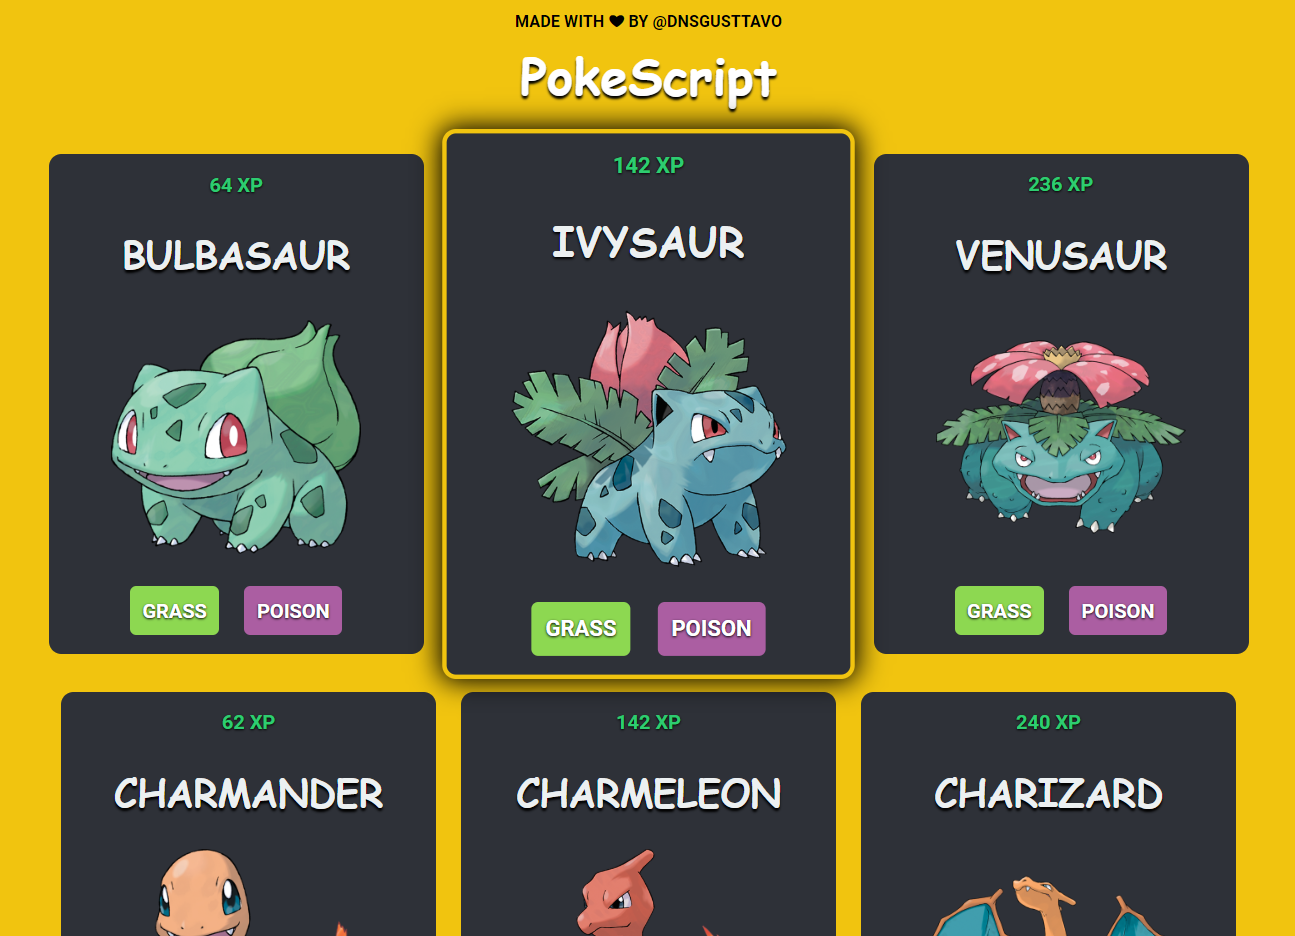 MADE WITH ♥ BY @DNSGUSTTAVO
PokeScript
64 XP
BULBASAUR
GRASS POISON
142 XP
IVYSAUR
GRASS POISON
236 XP
VENUSAUR
GRASS POISON
62 XP
CHARMANDER
142 XP
CHARMELEON
240 XP
CHARIZARD